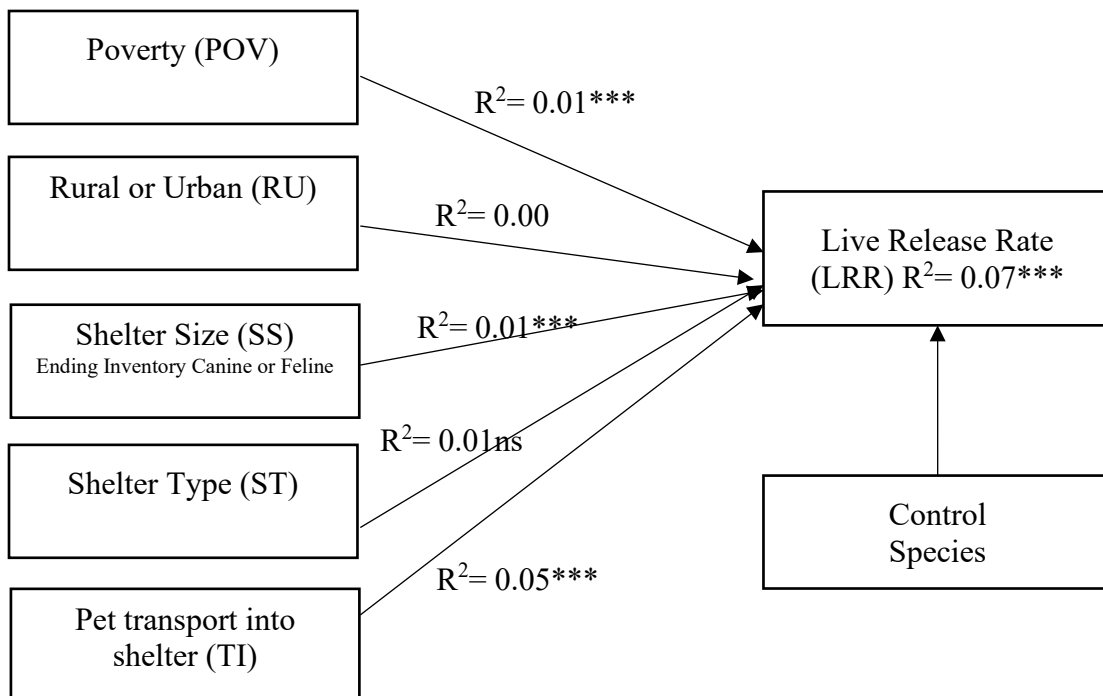 Poverty (POV)
R²= 0.01***
Rural or Urban (RU)
R²= 0.00
Live Release Rate
(LRR) R²= 0.07***
Shelter Size (SS)
Ending Inventory Canine or Feline
R²= 0.01***
Shelter Type (ST)
R²= 0.01ns
Control
Species
Pet transport into
shelter (TI)
R²= 0.05***